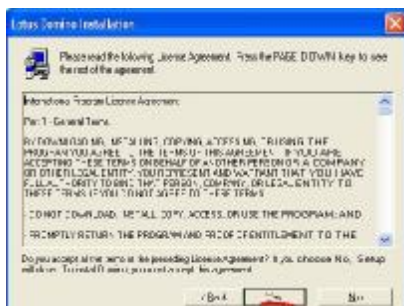 Lotus Domino Installation
Please read the following License Agreement. Press the PAGE DOWN key to see
the rest of the agreement.
International Program License Agreement
Part 1 - General Terms
BY DOWNLOADING, INSTALLING, COPYING, ACCESSING, OR USING THE
PROGRAM YOU AGREE TO THE TERMS OF THIS AGREEMENT. IF YOU ARE
ACCEPTING THESE TERMS ON BEHALF OF ANOTHER PERSON OR A COMPANY
OR OTHER LEGAL ENTITY, YOU REPRESENT AND WARRANT THAT YOU HAVE
FULL AUTHORITY TO BIND THAT PERSON, COMPANY, OR LEGAL ENTITY TO
THESE TERMS. IF YOU DO NOT AGREE TO THESE TERMS
- DO NOT DOWNLOAD, INSTALL, COPY, ACCESS, OR USE THE PROGRAM; AND
- PROMPTLY RETURN THE PROGRAM AND PROOF OF ENTITLEMENT TO THE
Do you accept all the terms of the preceding License Agreement? If you choose No, Setup
will close. To install Domino, you must accept this agreement.
< Back Yes No